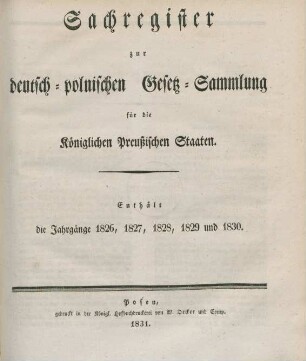 Sachregister
zur
deutsch-polnischen Gesetz-Sammlung
für die
Königlichen Preußischen Staaten.
Enthält
die Jahrgänge 1826, 1827, 1828, 1829 und 1830.
Posen,
gedruckt in der Königl. Hofbuchdruckerei von W. Decker und Comp.
1831.